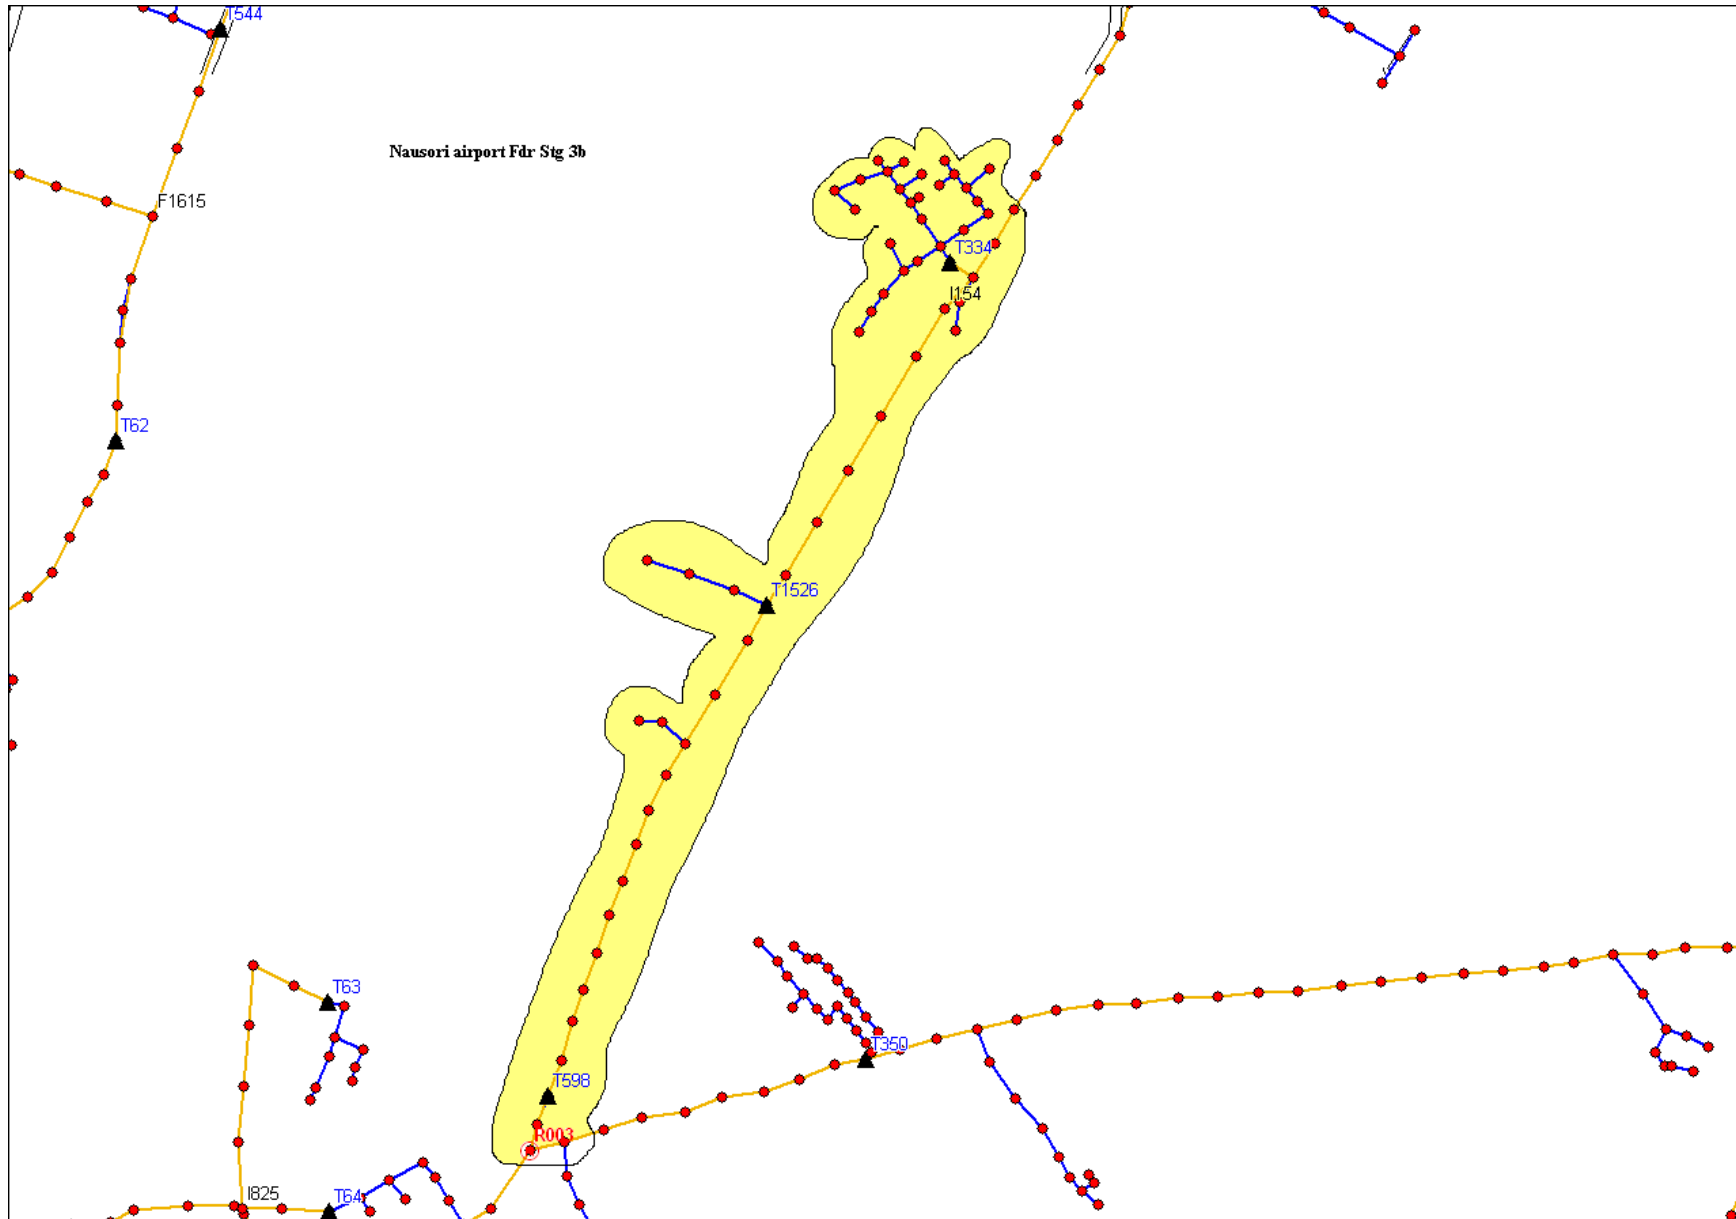 T544
Nausori airport Fdr Stg 3b
F1615
T334
I154
T62
T1526
T63
T350
T598
R003
I825
T64